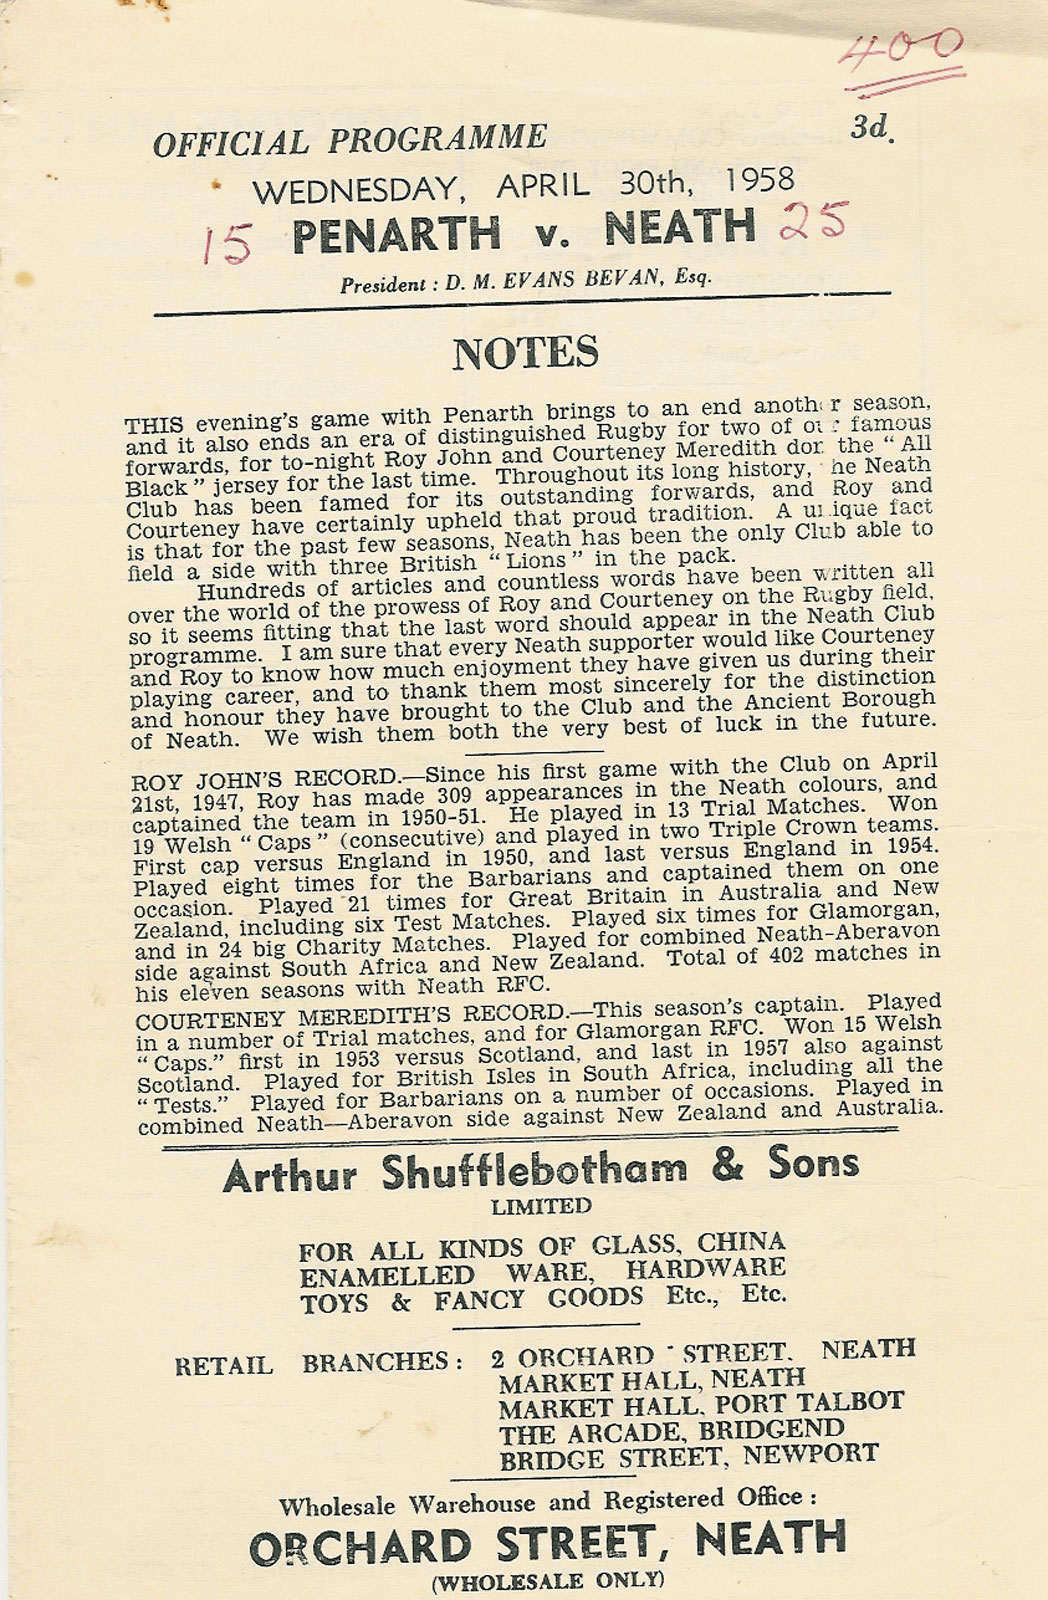 400
OFFICIAL PROGRAMME 3d.
WEDNESDAY, APRIL 30th, 1958
15 PENARTH v. NEATH 25
President : D. M. EVANS BEVAN, Esq.
NOTES
THIS evening's game with Penarth brings to an end anoth r season,
and it also ends an era of distinguished Rugby for two of our famous
forwards, for to-night Roy John and Courteney Meredith don the "All
Black" jersey for the last time. Throughout its long history, he Neath
Club has been famed for its outstanding forwards, and Roy and
Courteney have certainly upheld that proud tradition. A unique fact
is that for the past few seasons, Neath has been the only Club able to
field a side with three British "Lions" in the pack.
Hundreds of articles and countless words have been written all
over the world of the prowess of Roy and Courteney on the Rugby field,
so it seems fitting that the last word should appear in the Neath Club
programme. I am sure that every Neath supporter would like Courteney
and Roy to know how much enjoyment they have given us during their
playing career, and to thank them most sincerely for the distinction
and honour they have brought to the Club and the Ancient Borough
of Neath. We wish them both the very best of luck in the future.
ROY JOHN'S RECORD.—Since his first game with the Club on April
21st, 1947, Roy has made 309 appearances in the Neath colours, and
captained the team in 1950-51. He played in 13 Trial Matches. Won
19 Welsh "Caps" (consecutive) and played in two Triple Crown teams.
First cap versus England in 1950, and last versus England in 1954.
Played eight times for the Barbarians and captained them on one
occasion. Played 21 times for Great Britain in Australia and New
Zealand, including six Test Matches. Played six times for Glamorgan,
and in 24 big Charity Matches. Played for combined Neath-Aberavon
side against South Africa and New Zealand. Total of 402 matches in
his eleven seasons with Neath RFC.
COURTENEY MEREDITH'S RECORD.—This season's captain. Played
in a number of Trial matches, and for Glamorgan RFC. Won 15 Welsh
"Caps." first in 1953 versus Scotland, and last in 1957 also against
Scotland. Played for British Isles in South Africa, including all the
"Tests." Played for Barbarians on a number of occasions. Played in
combined Neath—Aberavon side against New Zealand and Australia.
Arthur Shufflebotham & Sons
LIMITED
FOR ALL KINDS OF GLASS, CHINA
ENAMELLED WARE, HARDWARE
TOYS & FANCY GOODS Etc., Etc.
RETAIL BRANCHES : 2 ORCHARD STREET. NEATH
MARKET HALL, NEATH
MARKET HALL, PORT TALBOT
THE ARCADE, BRIDGEND
BRIDGE STREET, NEWPORT
Wholesale Warehouse and Registered Office :
ORCHARD STREET, NEATH
(WHOLESALE ONLY)